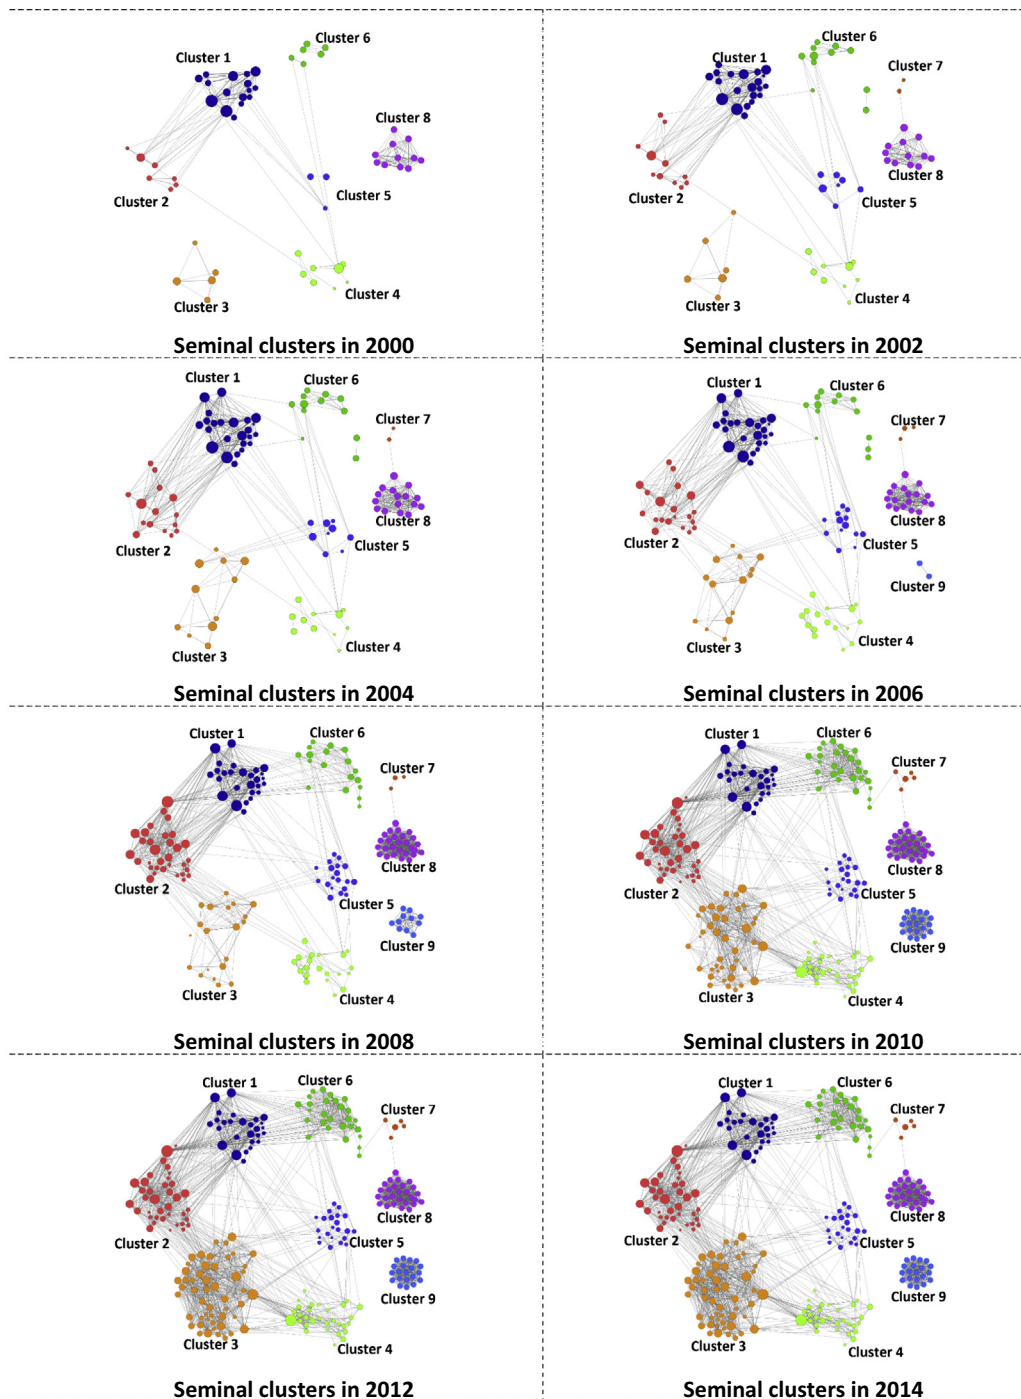 Cluster 6
Cluster 1
Cluster 8
Cluster 2
Cluster 5
Cluster 4
Cluster 3
Seminal clusters in 2000
Cluster 6
Cluster 1
Cluster 7
Cluster 8
Cluster 2
Cluster 5
Cluster 4
Cluster 3
Seminal clusters in 2002
Cluster 1
Cluster 6
Cluster 7
Cluster 8
Cluster 2
Cluster 5
Cluster 4
Cluster 3
Seminal clusters in 2004
Cluster 1
Cluster 6
Cluster 7
Cluster 8
Cluster 2
Cluster 5
Cluster 9
Cluster 4
Cluster 3
Seminal clusters in 2006
Cluster 1
Cluster 6
Cluster 7
Cluster 8
Cluster 2
Cluster 5
Cluster 9
Cluster 3
Cluster 4
Seminal clusters in 2008
Cluster 1
Cluster 6
Cluster 7
Cluster 8
Cluster 2
Cluster 5
Cluster 9
Cluster 3
Cluster 4
Seminal clusters in 2010
Cluster 1
Cluster 6
Cluster 7
Cluster 8
Cluster 2
Cluster 5
Cluster 9
Cluster 3
Cluster 4
Seminal clusters in 2012
Cluster 1
Cluster 6
Cluster 7
Cluster 8
Cluster 2
Cluster 5
Cluster 9
Cluster 3
Cluster 4
Seminal clusters in 2014